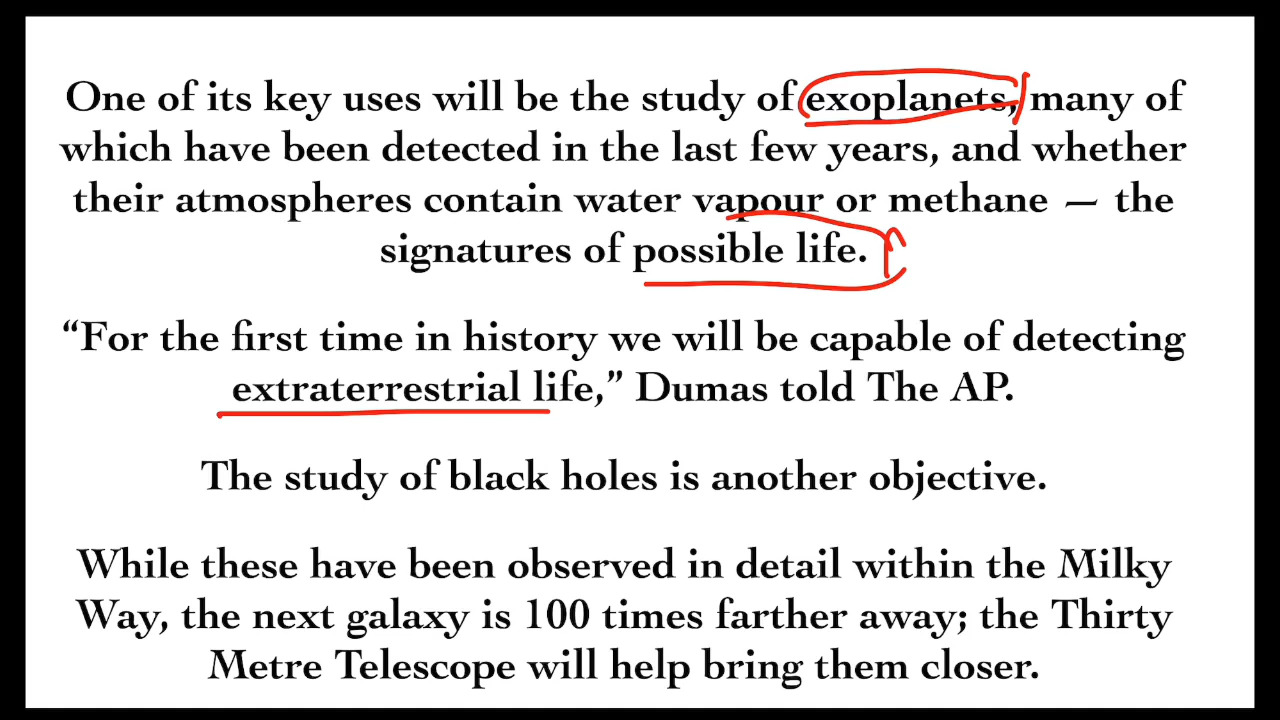 One of its key uses will be the study of exoplanets, many of
which have been detected in the last few years, and whether
their atmospheres contain water vapour or methane — the
signatures of possible life.
“For the first time in history we will be capable of detecting
extraterrestrial life,” Dumas told The AP.
The study of black holes is another objective.
While these have been observed in detail within the Milky
Way, the next galaxy is 100 times farther away; the Thirty
Metre Telescope will help bring them closer.